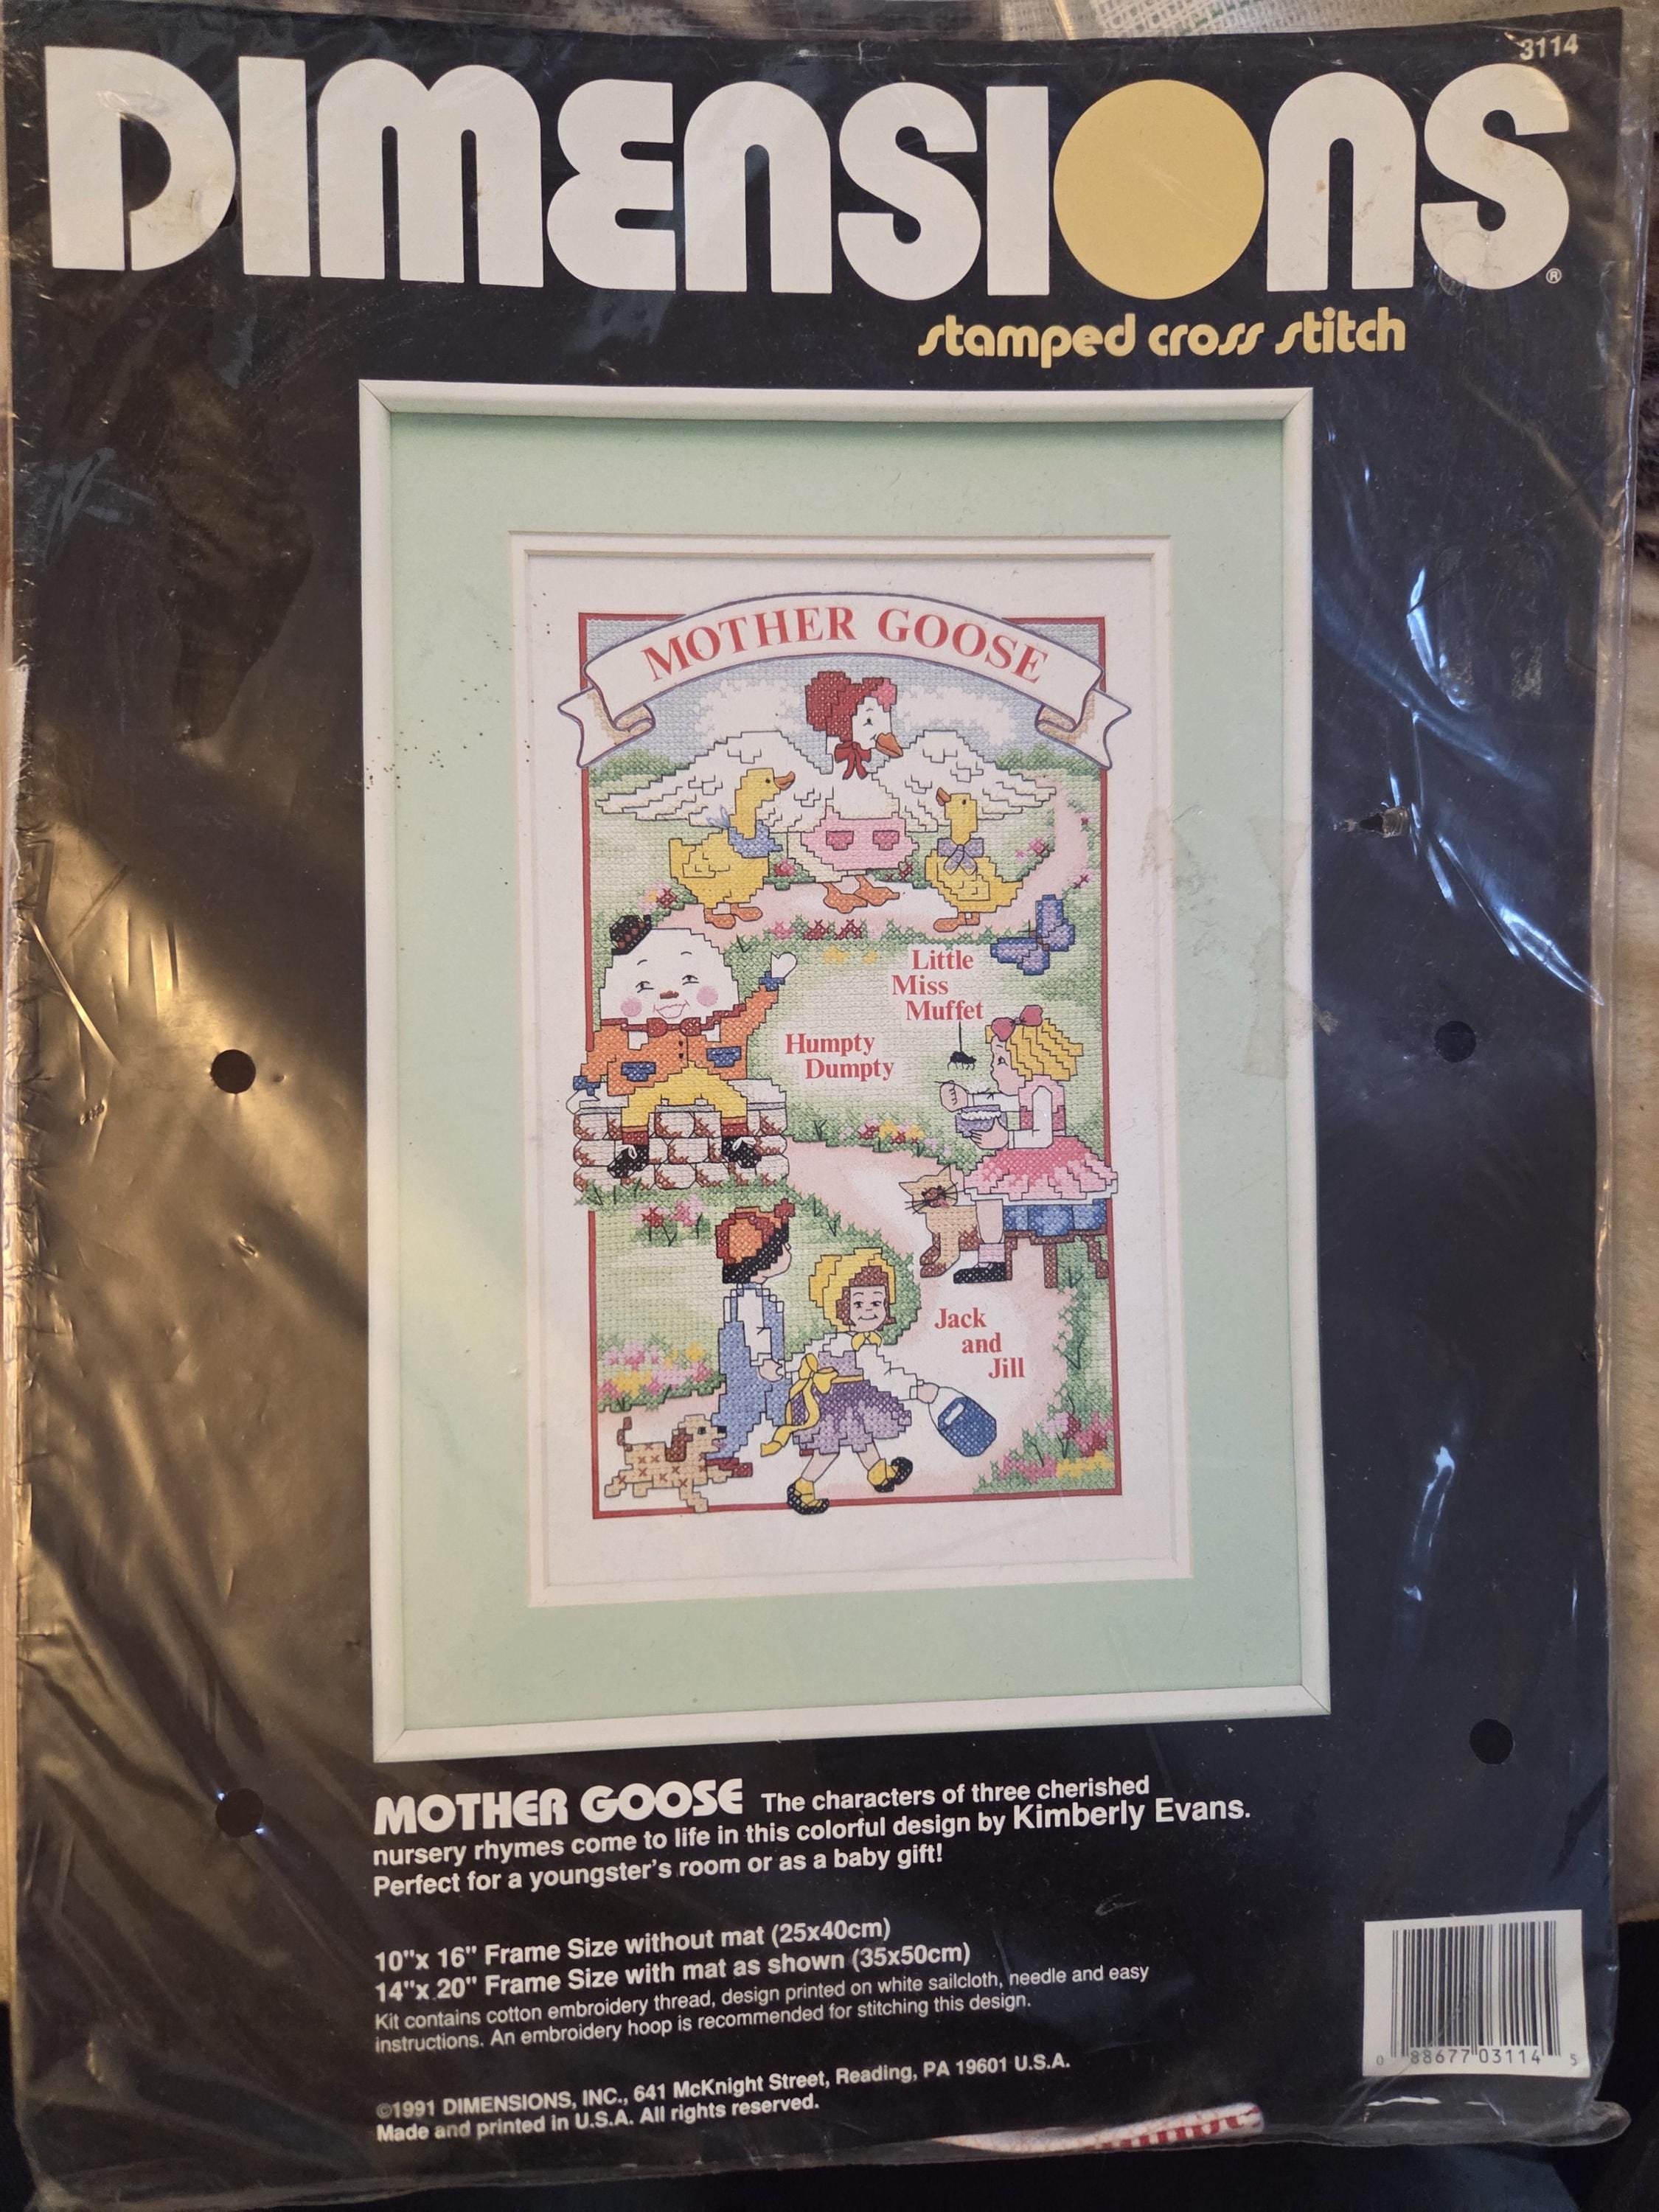 3114
DIMENSIONS®
stamped cross stitch
MOTHER GOOSE
Little
Miss
Muffet
Humpty
Dumpty
Jack
and
Jill
MOTHER GOOSE The characters of three cherished
nursery rhymes come to life in this colorful design by Kimberly Evans.
Perfect for a youngster's room or as a baby gift!
10"x 16" Frame Size without mat (25x40cm)
14"x 20" Frame Size with mat as shown (35x50cm)
Kit contains cotton embroidery thread, design printed on white sailcloth, needle and easy
instructions. An embroidery hoop is recommended for stitching this design.
©1991 DIMENSIONS, INC., 641 McKnight Street, Reading, PA 19601 U.S.A.
Made and printed in U.S.A. All rights reserved.
0 88677 03114 5